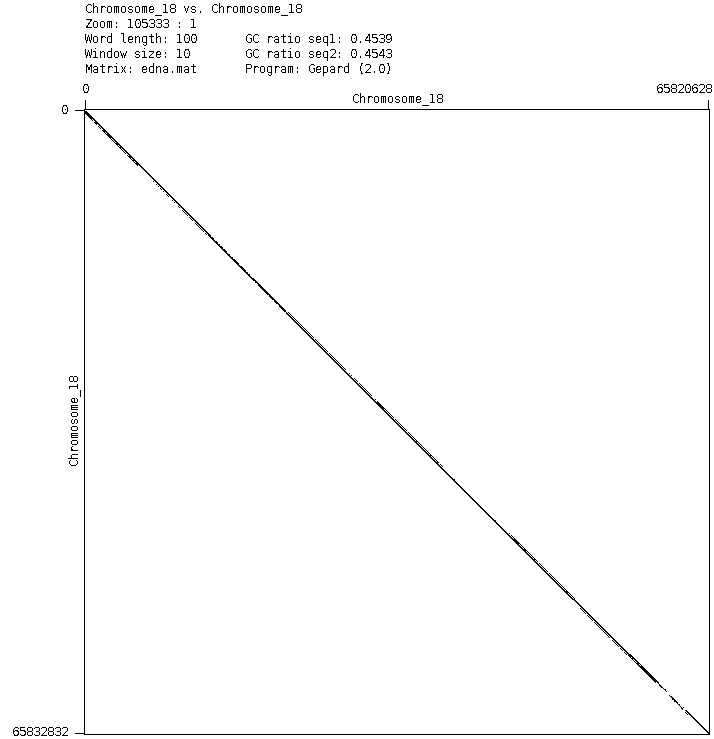 Chromosome_18 vs. Chromosome_18
Zoom: 105333 : 1
Word length: 100 GC ratio seq1: 0.4539
Window size: 10 GC ratio seq2: 0.4543
Matrix: edna.mat Program: Gepard (2.0)
0 65820628
Chromosome_18
0
Chromosome_18
65832832